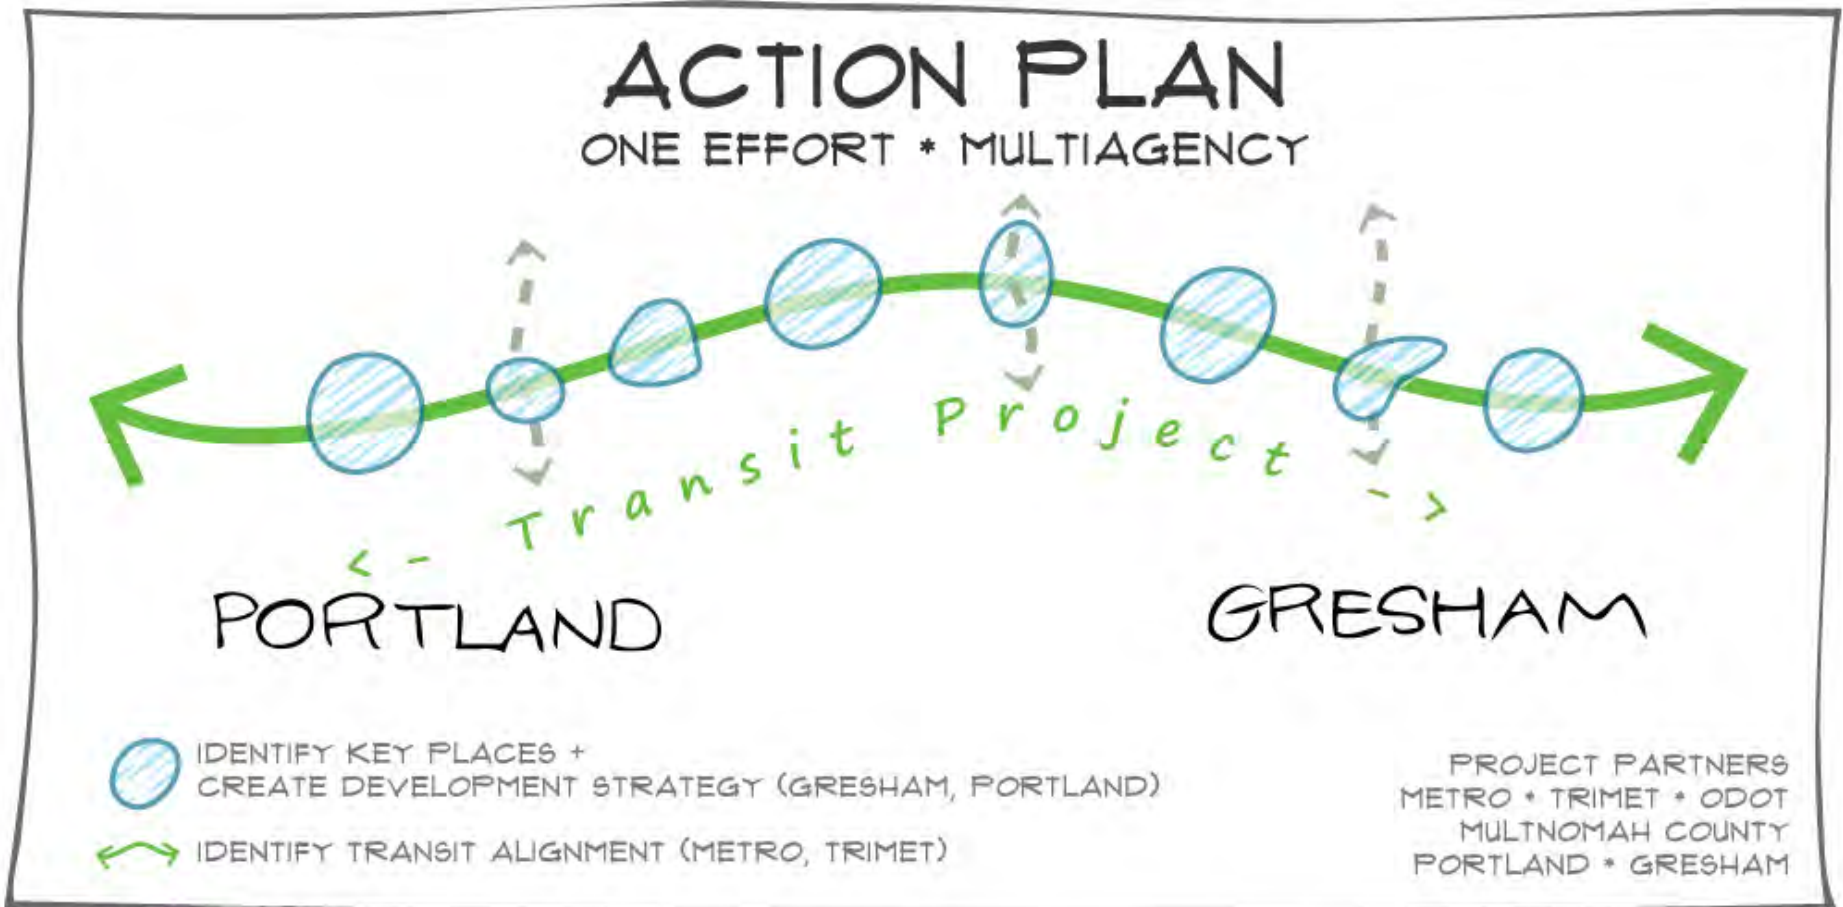 ACTION PLAN
ONE EFFORT * MULTIAGENCY
<- Transit Project ->
PORTLAND
GRESHAM
IDENTIFY KEY PLACES +
CREATE DEVELOPMENT STRATEGY (GRESHAM, PORTLAND)
IDENTIFY TRANSIT ALIGNMENT (METRO, TRIMET)
PROJECT PARTNERS
METRO * TRIMET * ODOT
MULTNOMAH COUNTY
PORTLAND * GRESHAM